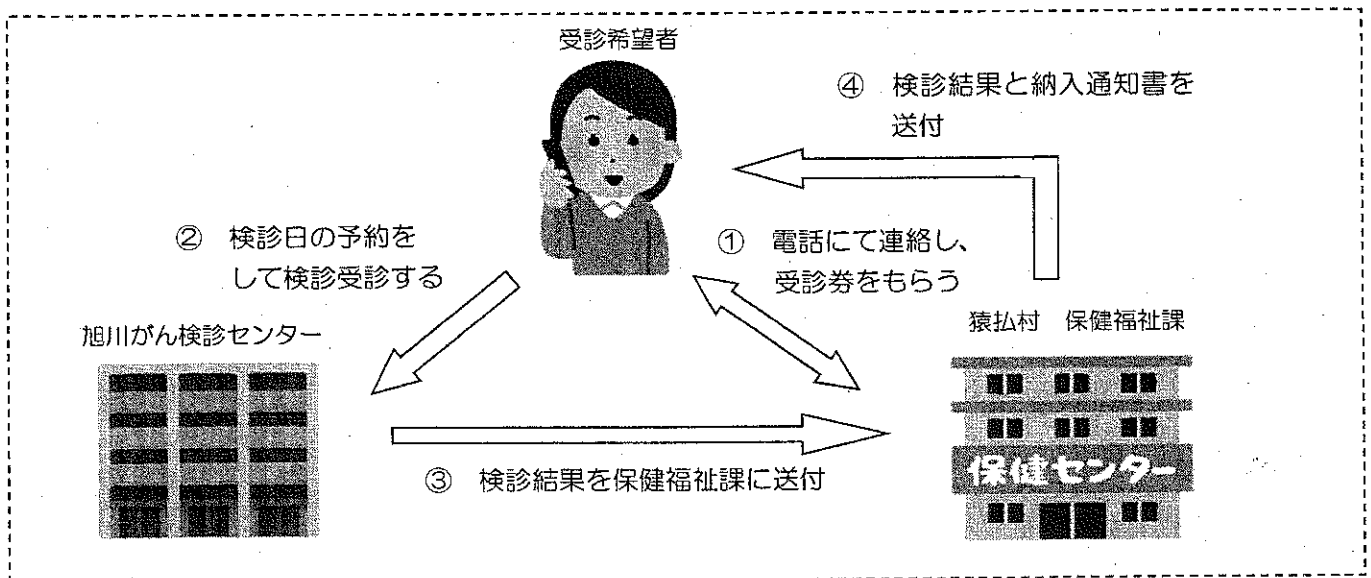 受診希望者
④ 検診結果と納入通知書を
送付
② 検診日の予約を
して検診受診する
① 電話にて連絡し、
受診券をもらう
旭川がん検診センター
猿払村 保健福祉課
保健センター
③ 検診結果を保健福祉課に送付